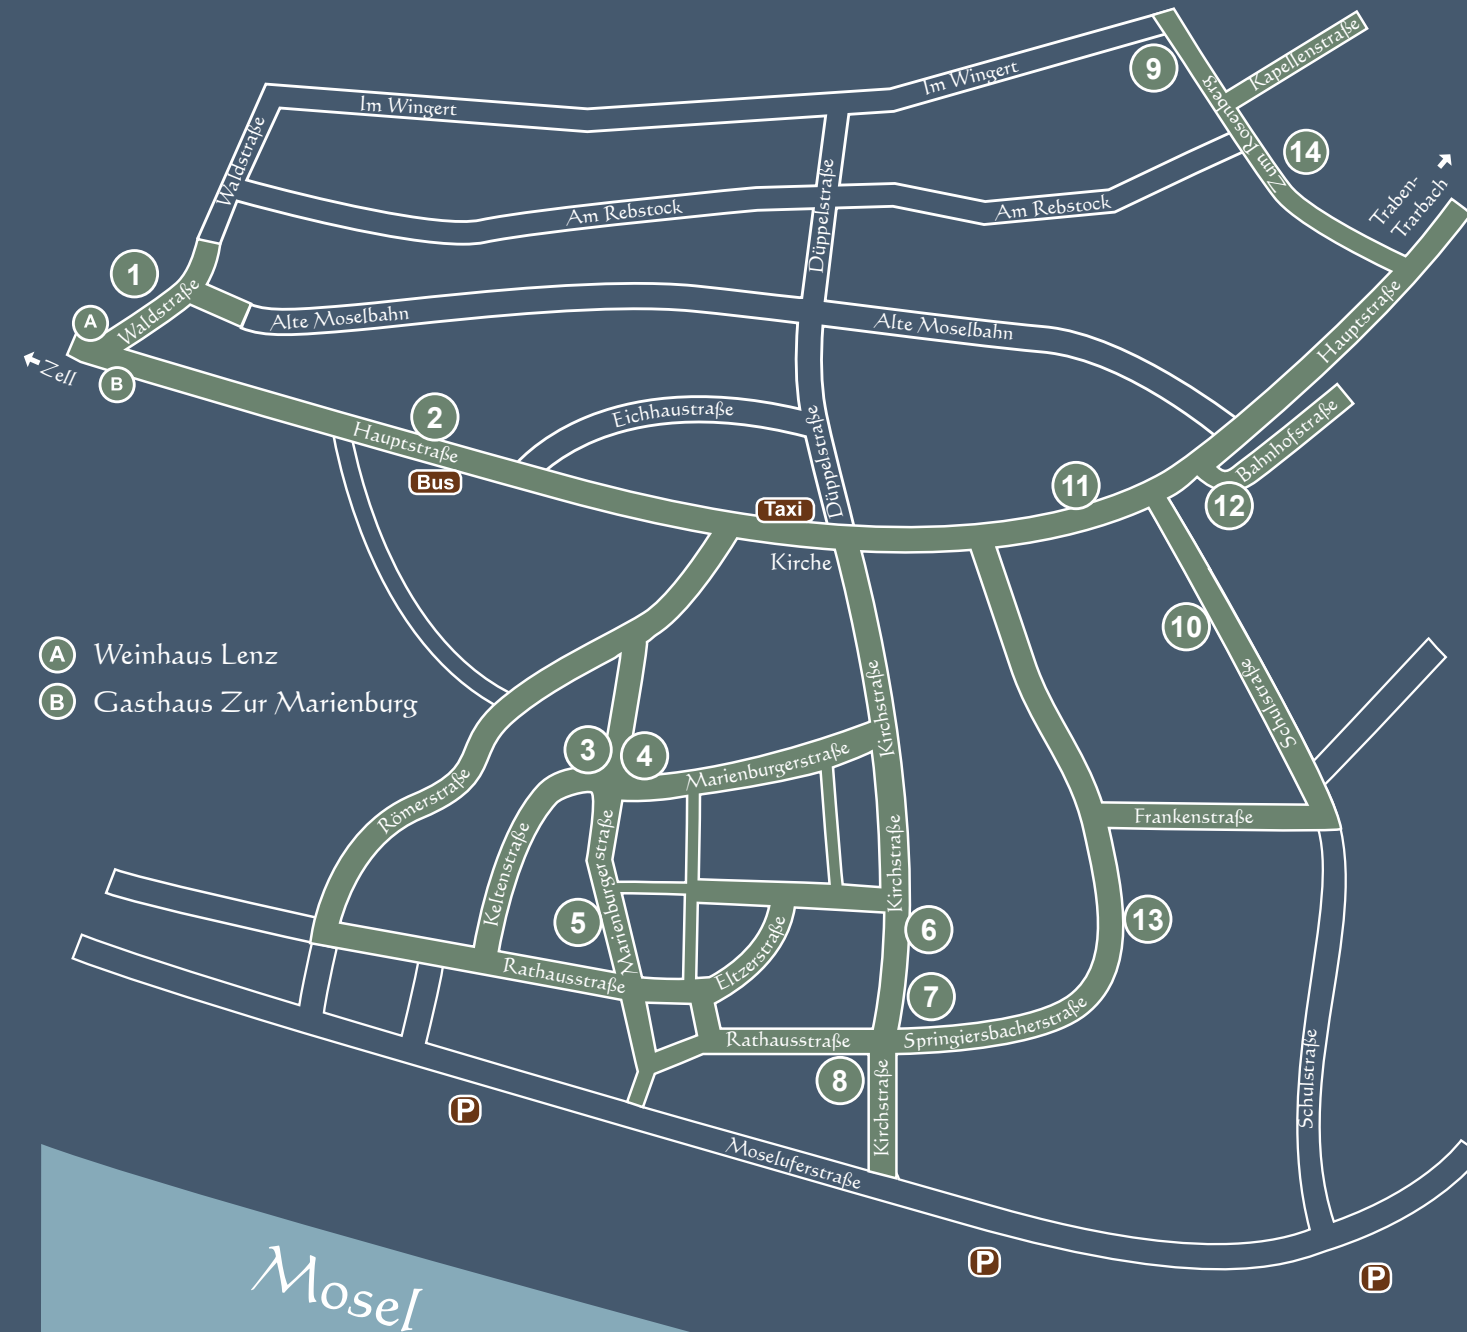 Im Wingert
Im Wingert
9
Kapellenstraße
Zum Rosenberg
14
Waldstraße
Am Rebstock
Am Rebstock
Düppelstraße
Traben-
Trarbach
1
A
Waldstraße
B
Zell
Alte Moselbahn
Alte Moselbahn
Hauptstraße
2
Hauptstraße
Bus
Eichhaustraße
Düppelstraße
Taxi
Kirche
11
Bahnhofstraße
12
10
Schulstraße
A Weinhaus Lenz
B Gasthaus Zur Marienburg
3
4
Kirchstraße
Marienburgerstraße
Römerstraße
Keltenstraße
Marienburgerstraße
Kirchstraße
Frankenstraße
5
6
13
Rathausstraße
Eltzerstraße
7
Rathausstraße
Springiersbacherstraße
8
Kirchstraße
Schulstraße
P
Moseluferstraße
P
P
Mosel